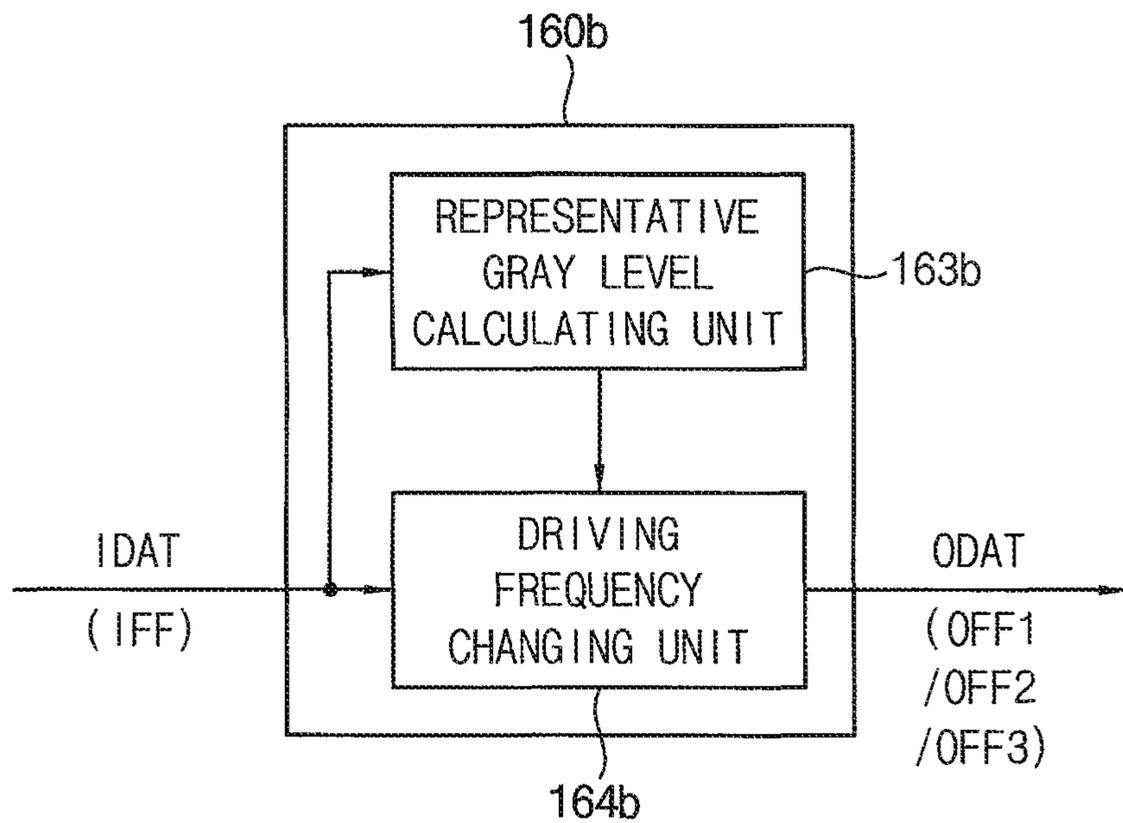 160b
REPRESENTATIVE
GRAY LEVEL
CALCULATING UNIT
163b
IDAT
(IFF)
DRIVING
FREQUENCY
CHANGING UNIT
ODAT
(OFF1
/OFF2
/OFF3)
164b